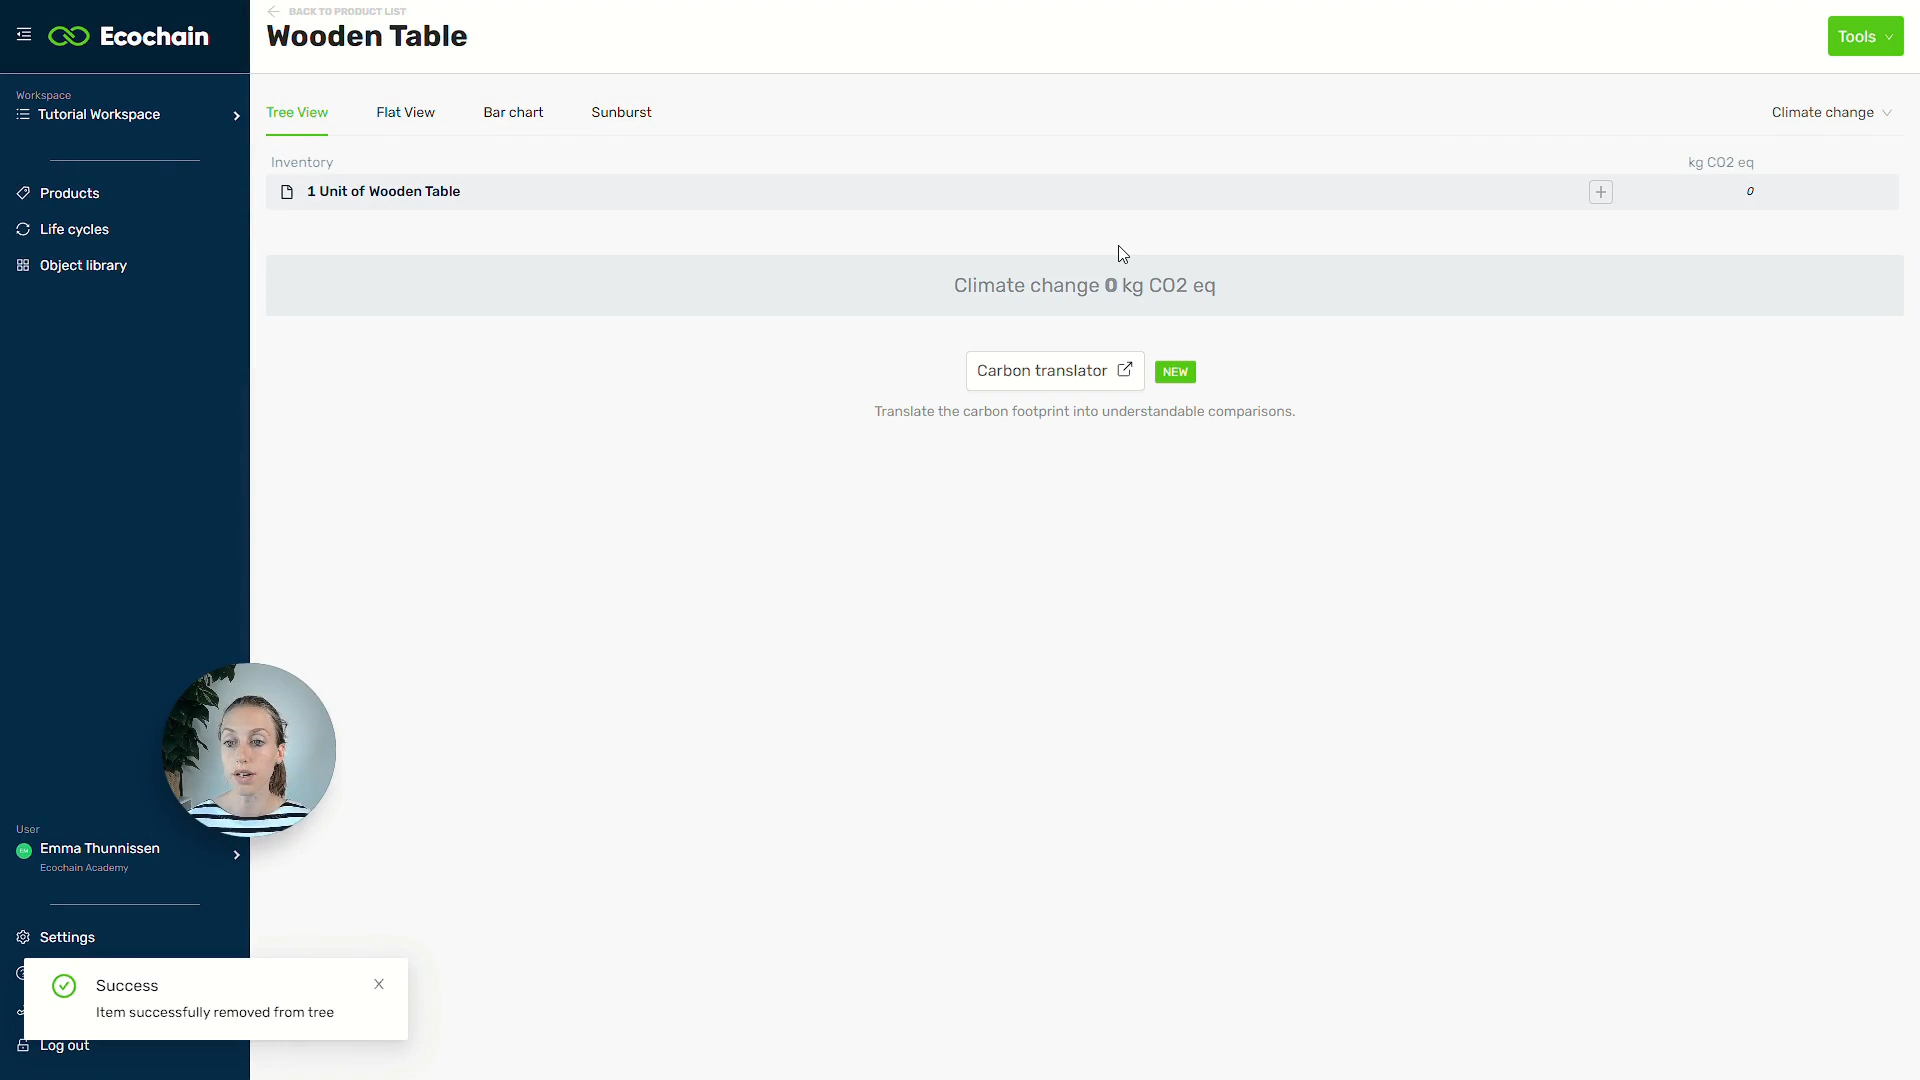 Ecochain
BACK TO PRODUCT LIST
Wooden Table
Tools
Workspace
Tutorial Workspace
Products
Life cycles
Object library
Tree View
Flat View
Bar chart
Sunburst
Climate change
Inventory
kg CO2 eq
1 Unit of Wooden Table
0
Climate change 0 kg CO2 eq
Carbon translator
NEW
Translate the carbon footprint into understandable comparisons.
User
EM
Emma Thunnissen
Ecochain Academy
Settings
Success
Item successfully removed from tree
Log out